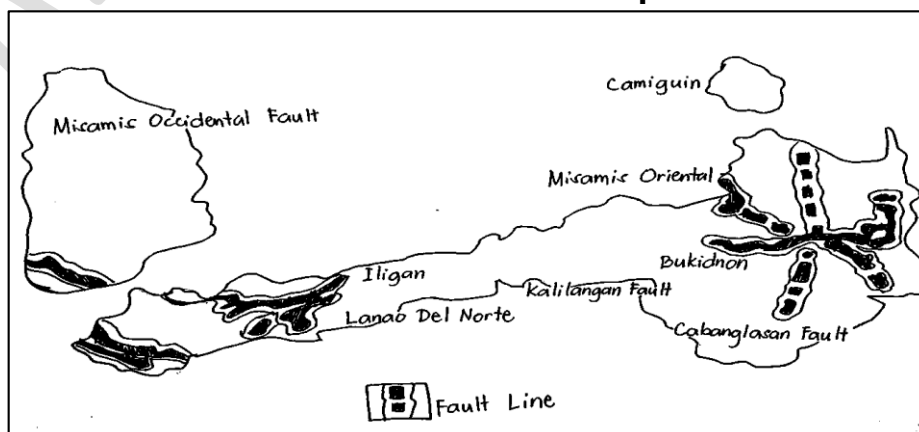 Camiguin
Misamis Occidental Fault
Misamis Oriental
Iligan
Bukidnon
Kalilangan Fault
Lanao Del Norte
Cabanglasan Fault
Fault Line